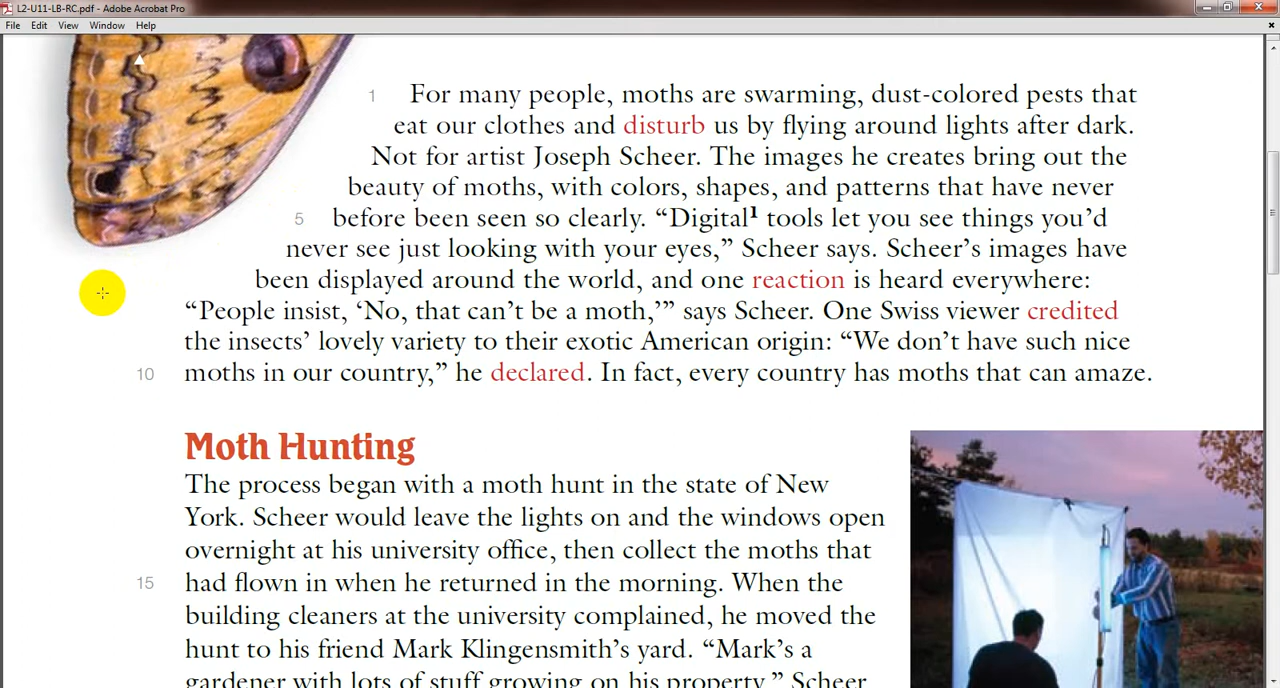 L2-U11-LB-RC.pdf - Adobe Acrobat Pro
File Edit View Window Help
1 For many people, moths are swarming, dust-colored pests that
eat our clothes and disturb us by flying around lights after dark.
Not for artist Joseph Scheer. The images he creates bring out the
beauty of moths, with colors, shapes, and patterns that have never
5 before been seen so clearly. “Digital¹ tools let you see things you’d
never see just looking with your eyes,” Scheer says. Scheer’s images have
been displayed around the world, and one reaction is heard everywhere:
“People insist, ‘No, that can’t be a moth,’” says Scheer. One Swiss viewer credited
the insects’ lovely variety to their exotic American origin: “We don’t have such nice
10 moths in our country,” he declared. In fact, every country has moths that can amaze.
Moth Hunting
The process began with a moth hunt in the state of New
York. Scheer would leave the lights on and the windows open
overnight at his university office, then collect the moths that
15 had flown in when he returned in the morning. When the
building cleaners at the university complained, he moved the
hunt to his friend Mark Klingensmith’s yard. “Mark’s a
gardener with lots of stuff growing on his property,” Scheer